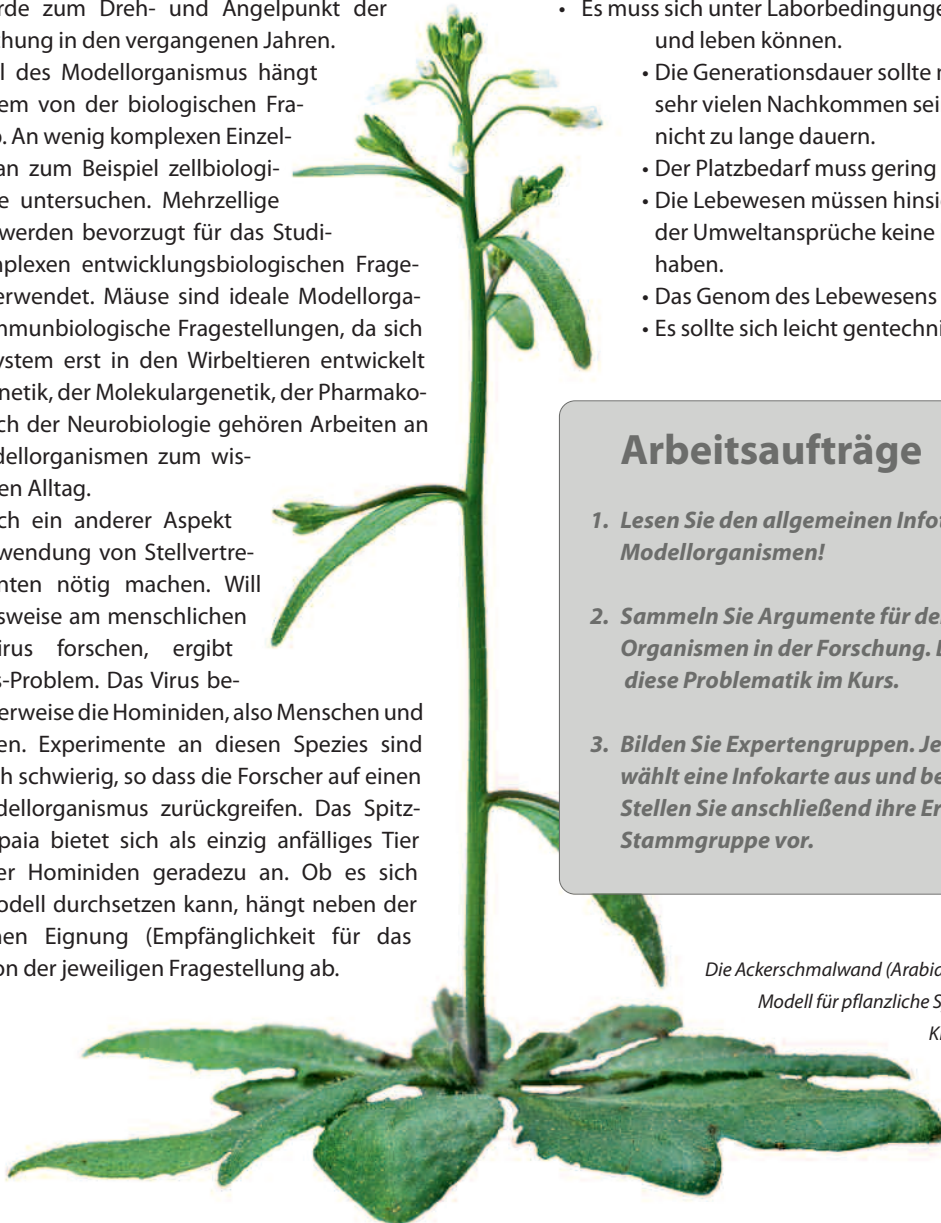 rde zum Dreh- und Angelpunkt der
chung in den vergangenen Jahren.
l des Modellorganismus hängt
em von der biologischen Fra-
o. An wenig komplexen Einzel-
an zum Beispiel zellbiologi-
e untersuchen. Mehrzellige
werden bevorzugt für das Studi-
nplexen entwicklungsbiologischen Frage-
erwendet. Mäuse sind ideale Modellorga-
mmunbiologische Fragestellungen, da sich
ystem erst in den Wirbeltieren entwickelt
netik, der Molekulargenetik, der Pharmako-
ch der Neurobiologie gehören Arbeiten an
dellorganismen zum wis-
en Alltag.
ch ein anderer Aspekt
wendung von Stellvertre-
nten nötig machen. Will
sweise am menschlichen
irus forschen, ergibt
s-Problem. Das Virus be-
erweise die Hominiden, also Menschen und
en. Experimente an diesen Spezies sind
h schwierig, so dass die Forscher auf einen
dellorganismus zurückgreifen. Das Spitz-
paia bietet sich als einzig anfälliges Tier
er Hominiden geradezu an. Ob es sich
odell durchsetzen kann, hängt neben der
nen Eignung (Empfänglichkeit für das
on der jeweiligen Fragestellung ab.
• Es muss sich unter Laborbedingunge
und leben können.
• Die Generationsdauer sollte
sehr vielen Nachkommen sei
nicht zu lange dauern.
• Der Platzbedarf muss gering
• Die Lebewesen müssen hinsi
der Umweltansprüche keine
haben.
• Das Genom des Lebewesens
• Es sollte sich leicht gentechni
Arbeitsaufträge
1. Lesen Sie den allgemeinen Info
Modellorganismen!
2. Sammeln Sie Argumente für de
Organismen in der Forschung.
diese Problematik im Kurs.
3. Bilden Sie Expertengruppen. Je
wählt eine Infokarte aus und be
Stellen Sie anschließend ihre Er
Stammgruppe vor.
Die Ackerschmalwand (Arabid
Modell für pflanzliche S
K